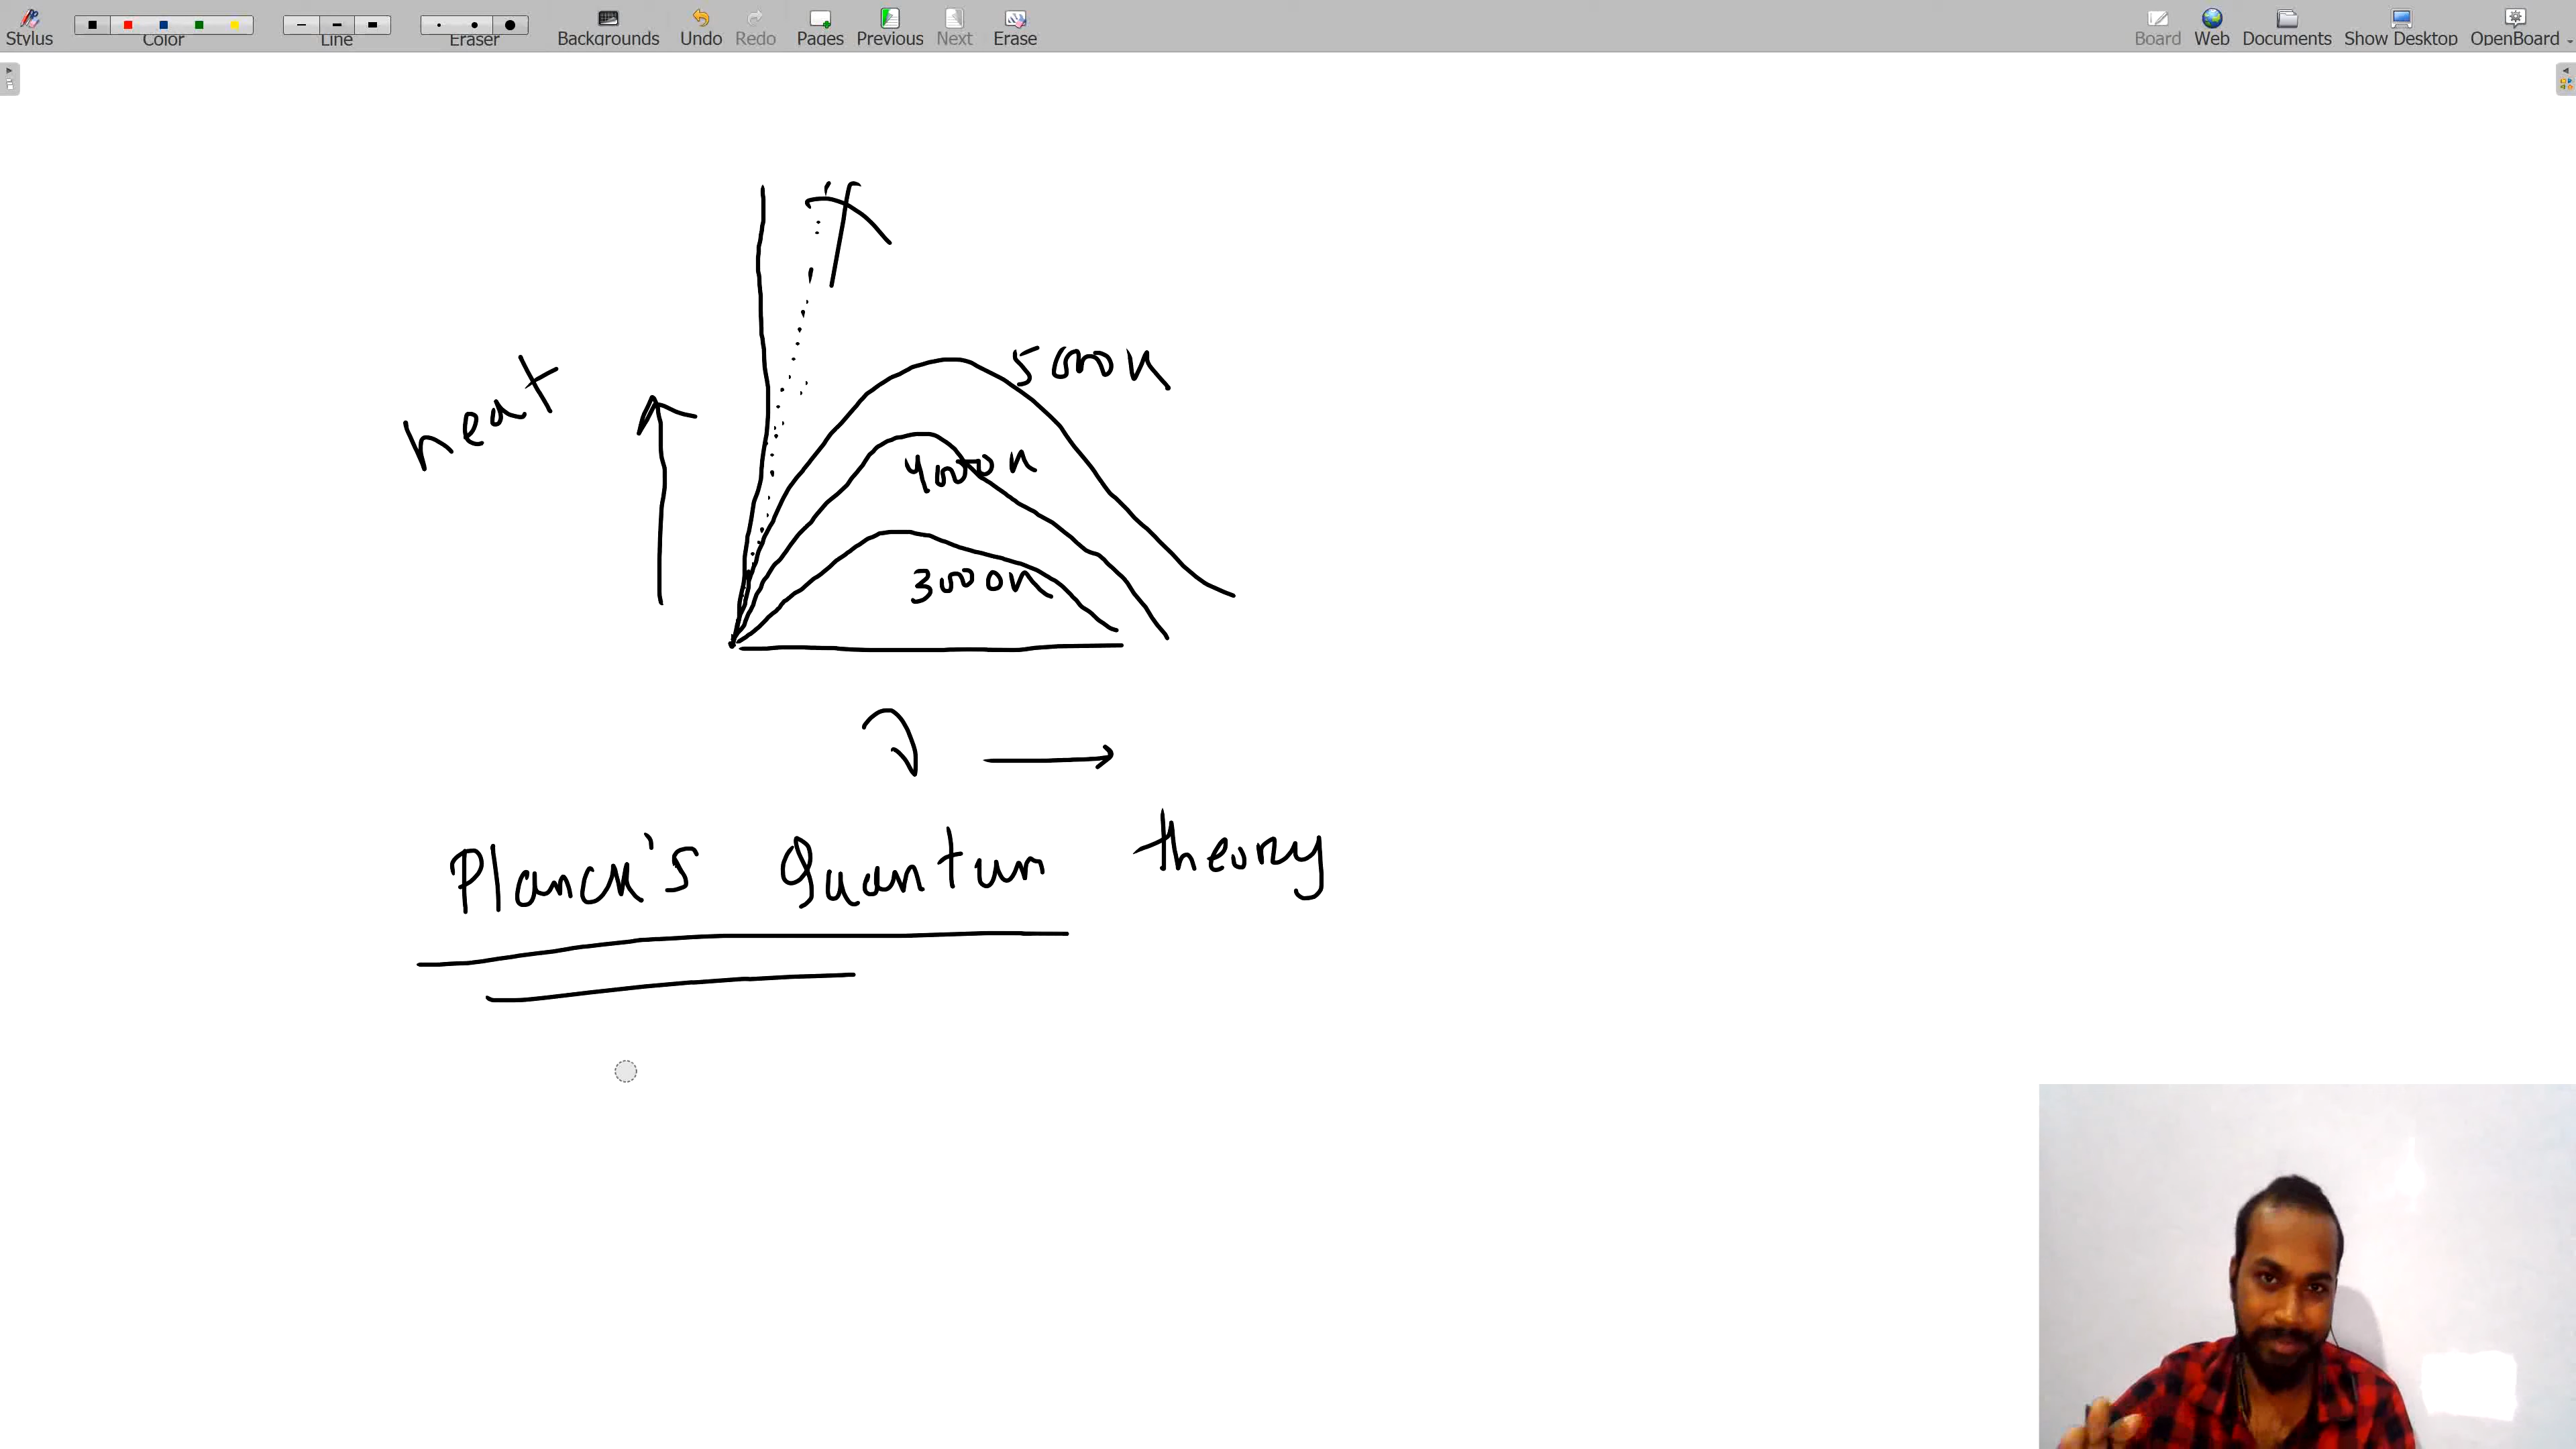 Stylus Color Line Eraser Backgrounds Undo Redo Pages Previous Next Erase Board Web Documents Show Desktop OpenBoard
heat
5000K
4000K
3000K
Planck's Quantum theory